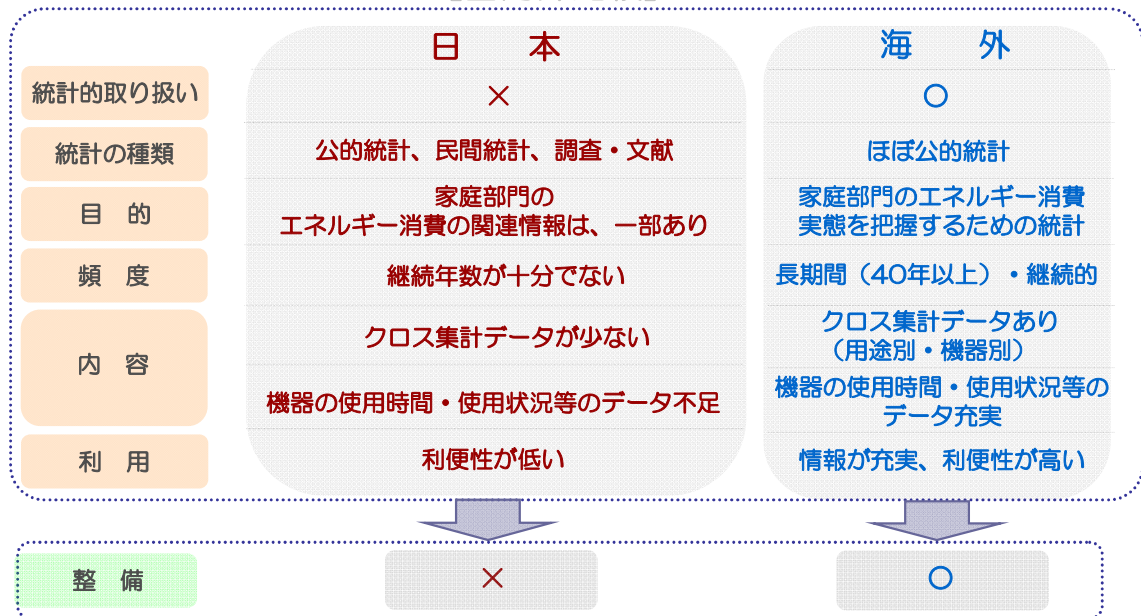 日 本 海 外
統計的取り扱い × ○
統計の種類 公的統計、民間統計、調査・文献 ほぼ公的統計
目 的
家庭部門の
エネルギー消費の関連情報は、一部あり
家庭部門のエネルギー消費
実態を把握するための統計
頻 度 継続年数が十分でない 長期間（40年以上）・継続的
内 容
クロス集計データが少ない
クロス集計データあり
（用途別・機器別）
機器の使用時間・使用状況等のデータ不足
機器の使用時間・使用状況等の
データ充実
利 用 利便性が低い 情報が充実、利便性が高い
整 備 × ○